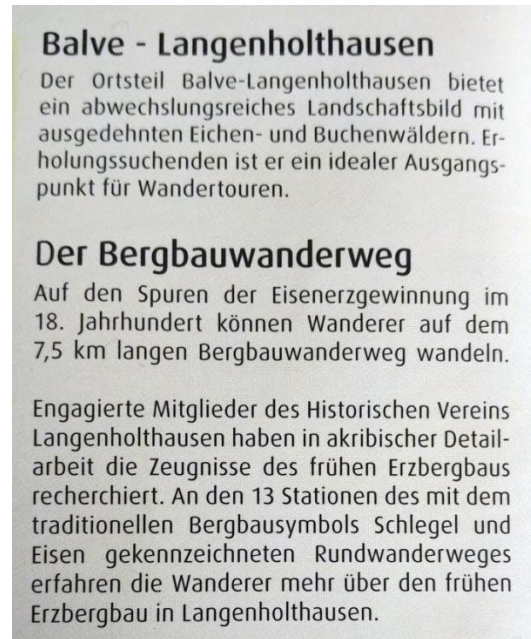 Balve - Langenholthausen
Der Ortsteil Balve-Langenholthausen bietet
ein abwechslungsreiches Landschaftsbild mit
ausgedehnten Eichen- und Buchenwäldern. Er-
holungssuchenden ist er ein idealer Ausgangs-
punkt für Wandertouren.
Der Bergbauwanderweg
Auf den Spuren der Eisenerzgewinnung im
18. Jahrhundert können Wanderer auf dem
7,5 km langen Bergbauwanderweg wandeln.
Engagierte Mitglieder des Historischen Vereins
Langenholthausen haben in akribischer Detail-
arbeit die Zeugnisse des frühen Erzbergbaus
recherchiert. An den 13 Stationen des mit dem
traditionellen Bergbausymbols Schlegel und
Eisen gekennzeichneten Rundwanderweges
erfahren die Wanderer mehr über den frühen
Erzbergbau in Langenholthausen.